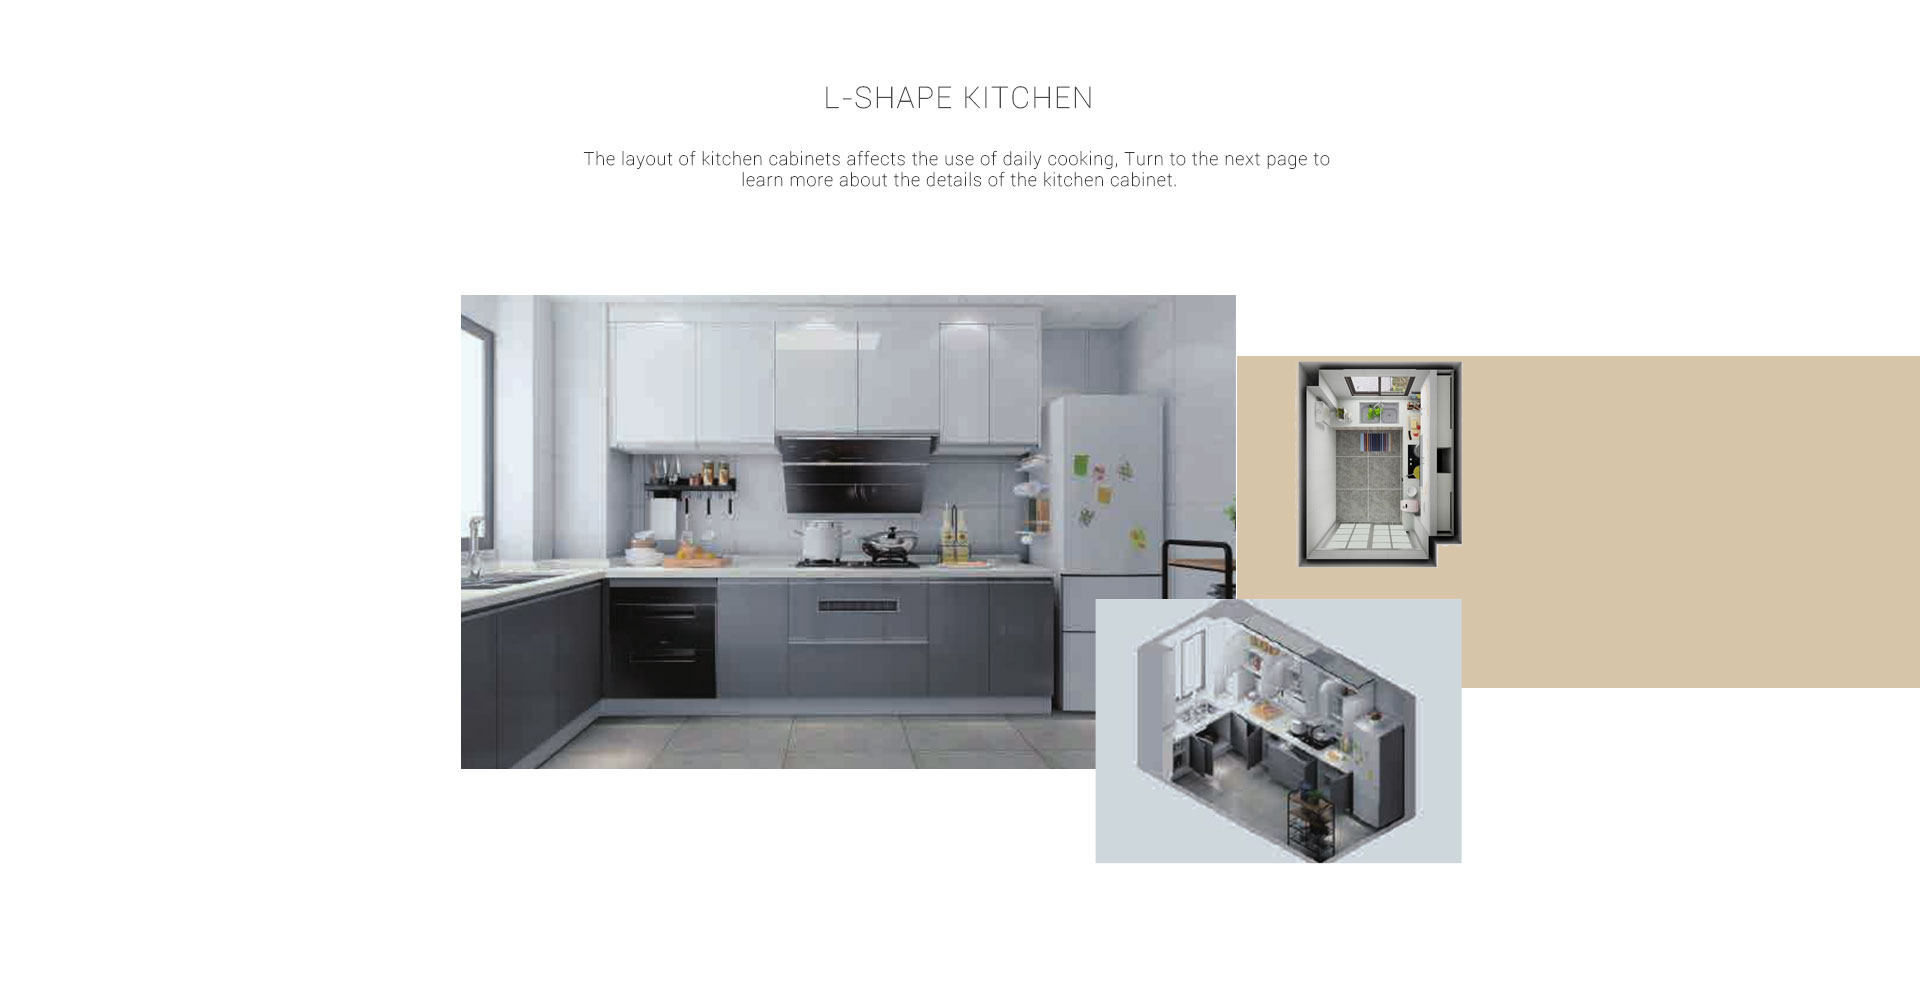 L-SHAPE KITCHEN
The layout of kitchen cabinets affects the use of daily cooking, Turn to the next page to
learn more about the details of the kitchen cabinet.